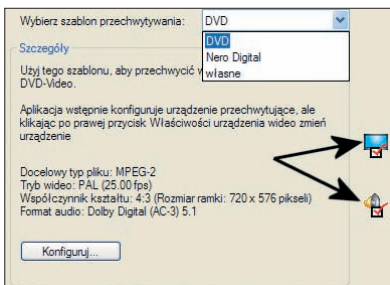 Wybierz szablon przechwytywania: DVD
DVD
Nero Digital
własne
Szczegóły
Użyj tego szablonu, aby przechwycić
DVD-Video.
Aplikacja wstępnie konfiguruje urządzenie przechwytujące, ale
klikając po prawej przycisk Właściwości urządzenia wideo zmień
urządzenie
Docelowy typ pliku: MPEG-2
Tryb wideo: PAL (25.00 fps)
Współczynnik kształtu: 4:3 (Rozmiar ramki: 720 x 576 pikseli)
Format audio: Dolby Digital (AC-3) 5.1
Konfiguruj...